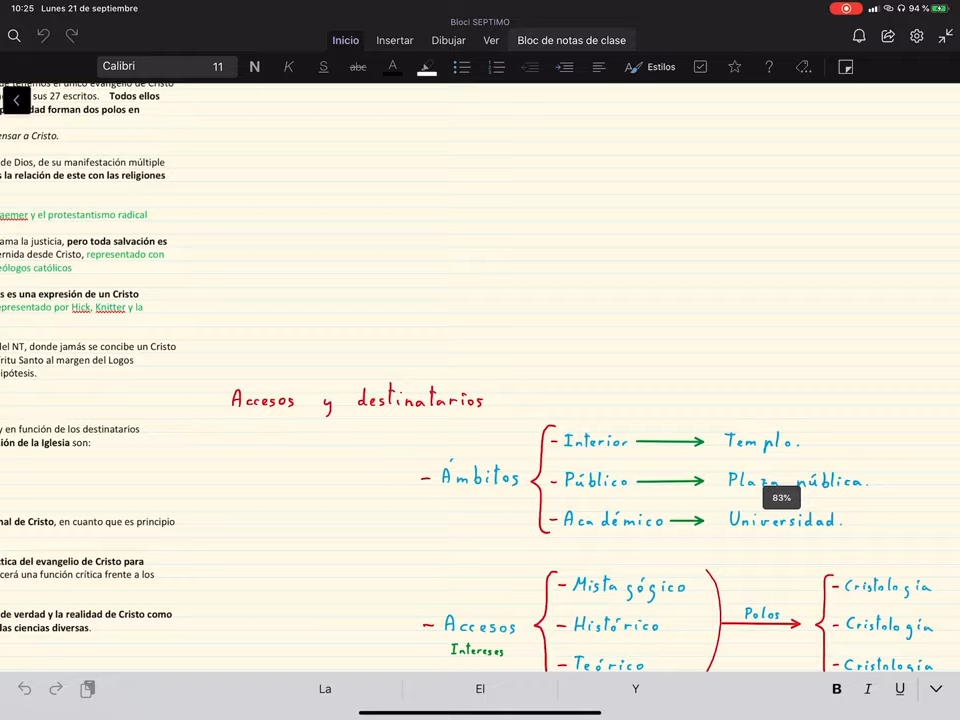 10:25 Lunes 21 de septiembre
94 %
Bloci SEPTIMO
Inicio Insertar Dibujar Ver Bloc de notas de clase
Calibri 11 N K S abc A Estilos
sus 27 escritos. Todos ellos
dad forman dos polos en
ensar a Cristo.
de Dios, de su manifestación múltiple
s la relación de este con las religiones
aemer y el protestantismo radical
ama la justicia, pero toda salvación es
ernida desde Cristo, representado con
eólogos católicos
s es una expresión de un Cristo
epresentado por Hick, Knitter y la
del NT, donde jamás se concibe un Cristo
íritu Santo al margen del Logos
ipótesis.
Accesos y destinatarios
y en función de los destinatarios
ión de la Iglesia son:
- Ámbitos
- Interior → Templo.
- Público → Plaza pública.
83%
- Académico → Universidad.
nal de Cristo, en cuanto que es principio
tica del evangelio de Cristo para
cerá una función crítica frente a los
de verdad y la realidad de Cristo como
das ciencias diversas.
- Accesos
Intereses
- Mistagógico
- Histórico
- Teórico
Polos
- Cristología
- Cristología
- Cristología
La El Y B I U